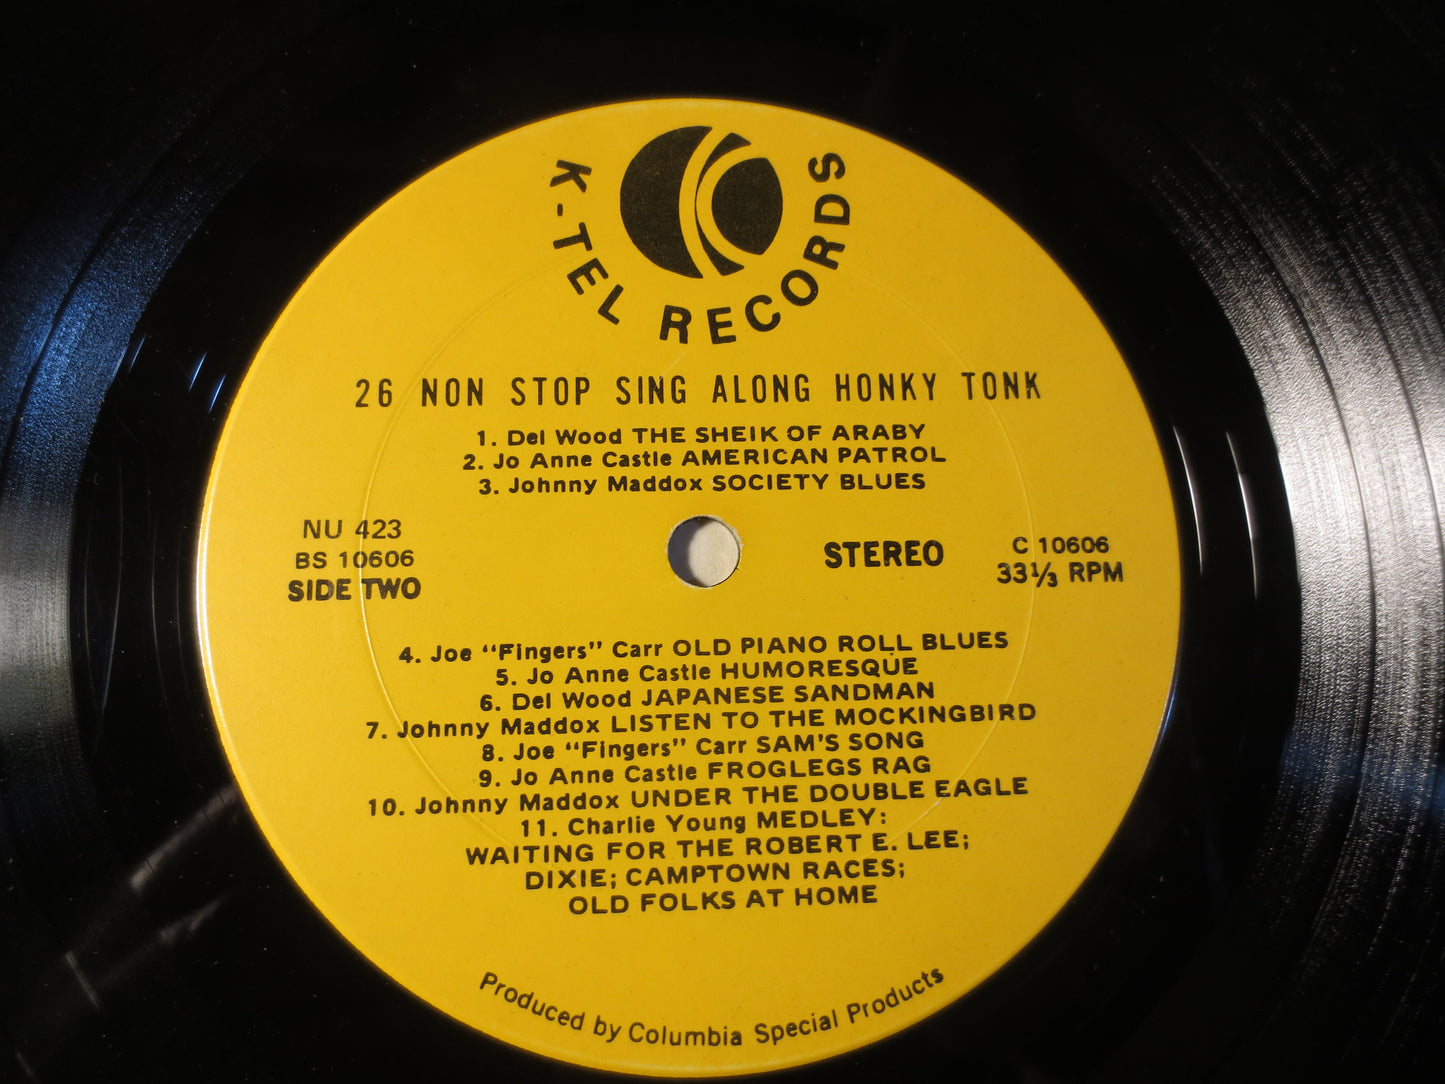 K-TEL RECORDS
26 NON STOP SING ALONG HONKY TONK
1. Del Wood THE SHEIK OF ARABY
2. Jo Anne Castle AMERICAN PATROL
3. Johnny Maddox SOCIETY BLUES
NU 423
BS 10606
SIDE TWO
STEREO
C 10606
33⅓ RPM
4. Joe "Fingers" Carr OLD PIANO ROLL BLUES
5. Jo Anne Castle HUMORESQUE
6. Del Wood JAPANESE SANDMAN
7. Johnny Maddox LISTEN TO THE MOCKINGBIRD
8. Joe "Fingers" Carr SAM'S SONG
9. Jo Anne Castle FROGLEGS RAG
10. Johnny Maddox UNDER THE DOUBLE EAGLE
11. Charlie Young MEDLEY:
WAITING FOR THE ROBERT E. LEE;
DIXIE; CAMPTOWN RACES;
OLD FOLKS AT HOME
Produced by Columbia Special Products